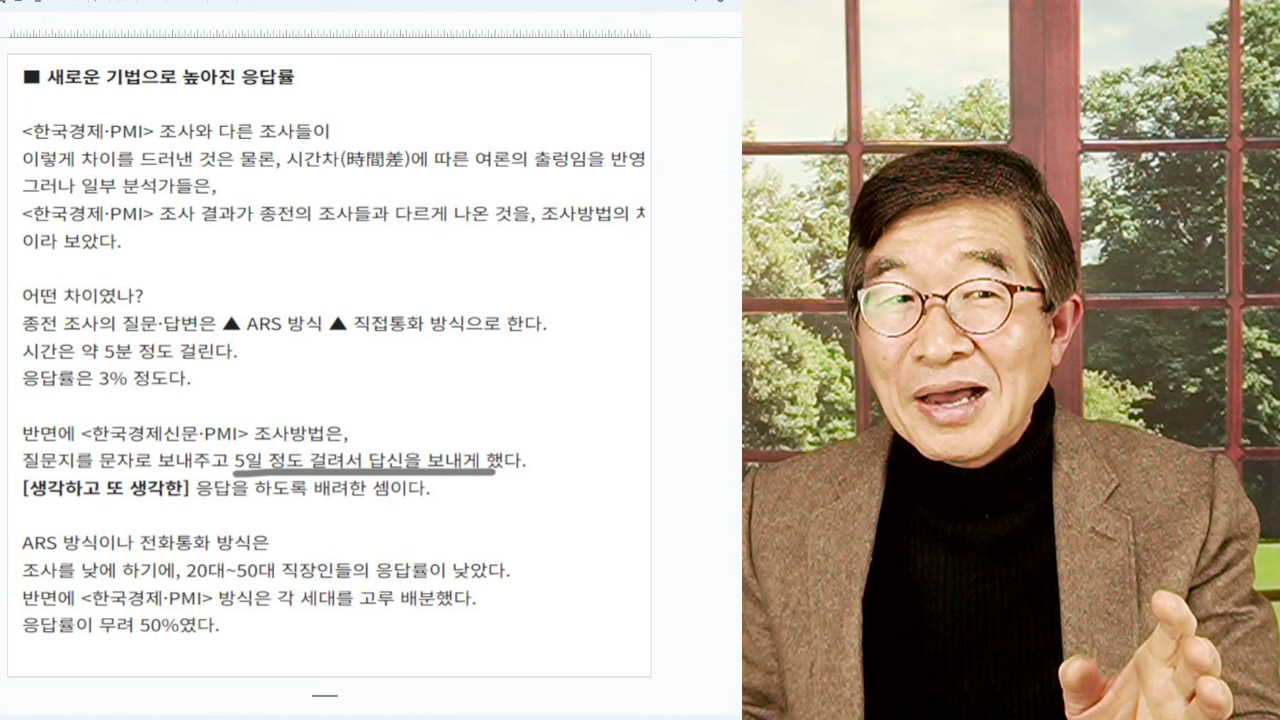 ■ 새로운 기법으로 높아진 응답률
<한국경제·PMI> 조사와 다른 조사들이
이렇게 차이를 드러낸 것은 물론, 시간차(時間差)에 따른 여론의 출렁임을 반영
그러나 일부 분석가들은,
<한국경제·PMI> 조사 결과가 종전의 조사들과 다르게 나온 것을, 조사방법의
이라 보았다.
어떤 차이였나?
종전 조사의 질문·답변은 ▲ ARS 방식 ▲ 직접통화 방식으로 한다.
시간은 약 5분 정도 걸린다.
응답률은 3% 정도다.
반면에 <한국경제신문·PMI> 조사방법은,
질문지를 문자로 보내주고 5일 정도 걸려서 답신을 보내게 했다.
[생각하고 또 생각한] 응답을 하도록 배려한 셈이다.
ARS 방식이나 전화통화 방식은
조사를 낮에 하기에, 20대~50대 직장인들의 응답률이 낮았다.
반면에 <한국경제·PMI> 방식은 각 세대를 고루 배분했다.
응답률이 무려 50%였다.